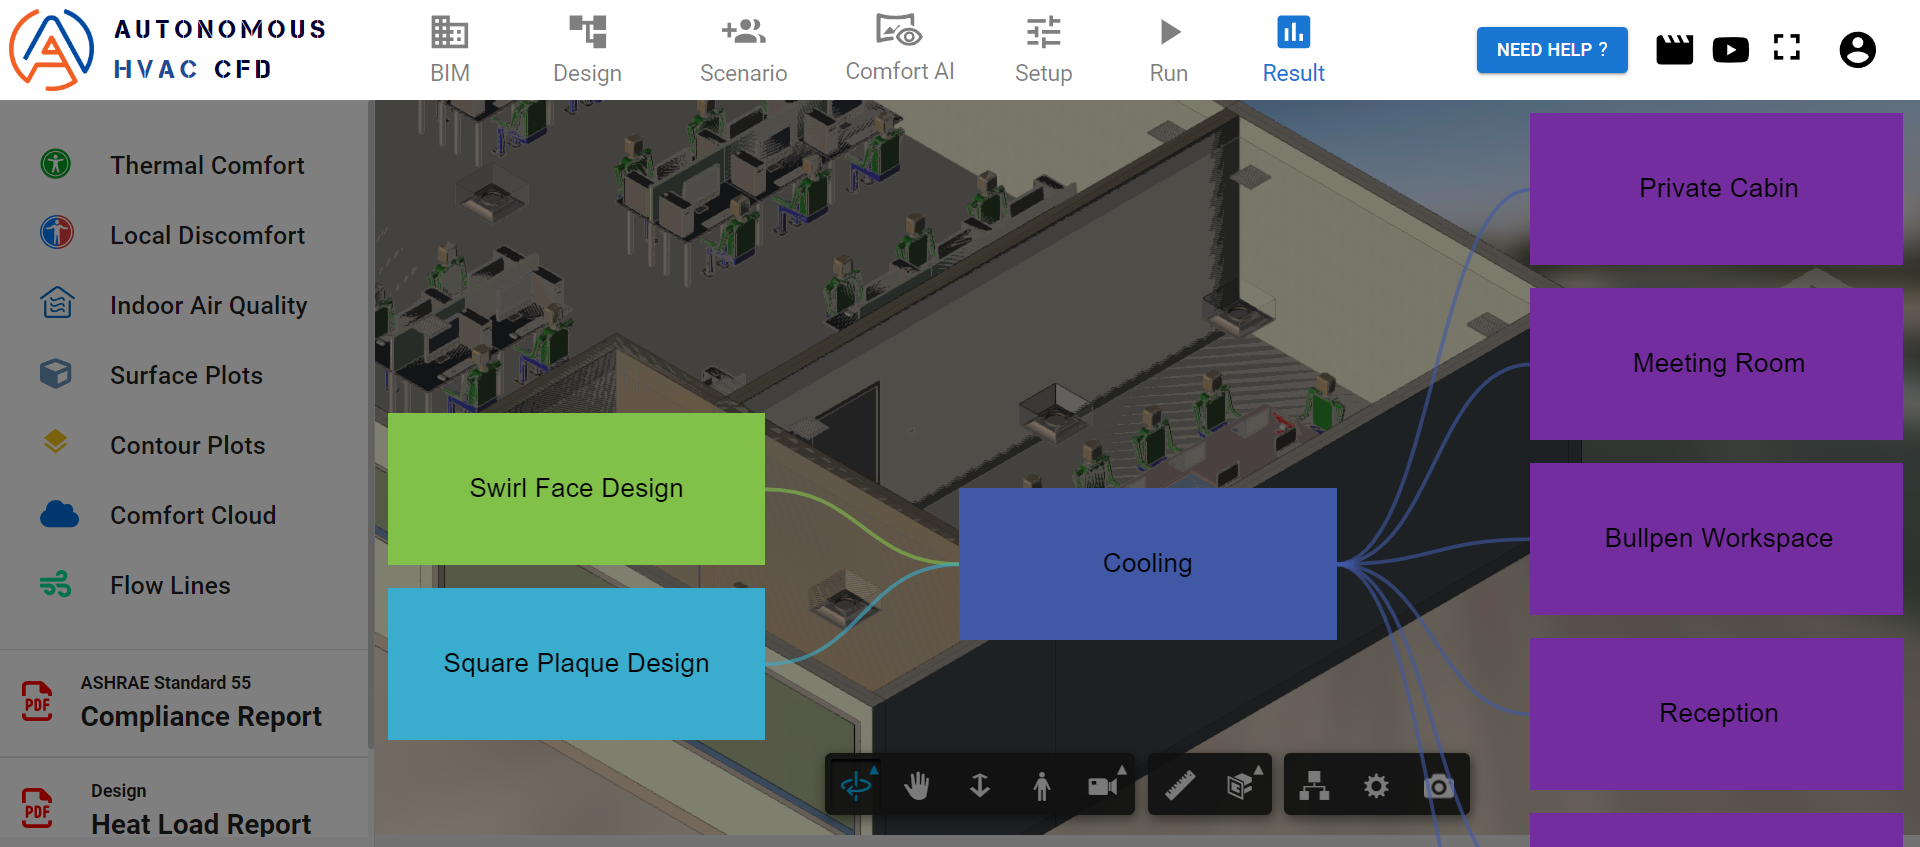 AUTONOMOUS
HVAC CFD
BIM
Design
Scenario
Comfort AI
Setup
Run
Result
NEED HELP ?
Thermal Comfort
Local Discomfort
Indoor Air Quality
Surface Plots
Contour Plots
Comfort Cloud
Flow Lines
PDF
ASHRAE Standard 55
Compliance Report
PDF
Design
Heat Load Report
Swirl Face Design
Square Plaque Design
Cooling
Private Cabin
Meeting Room
Bullpen Workspace
Reception